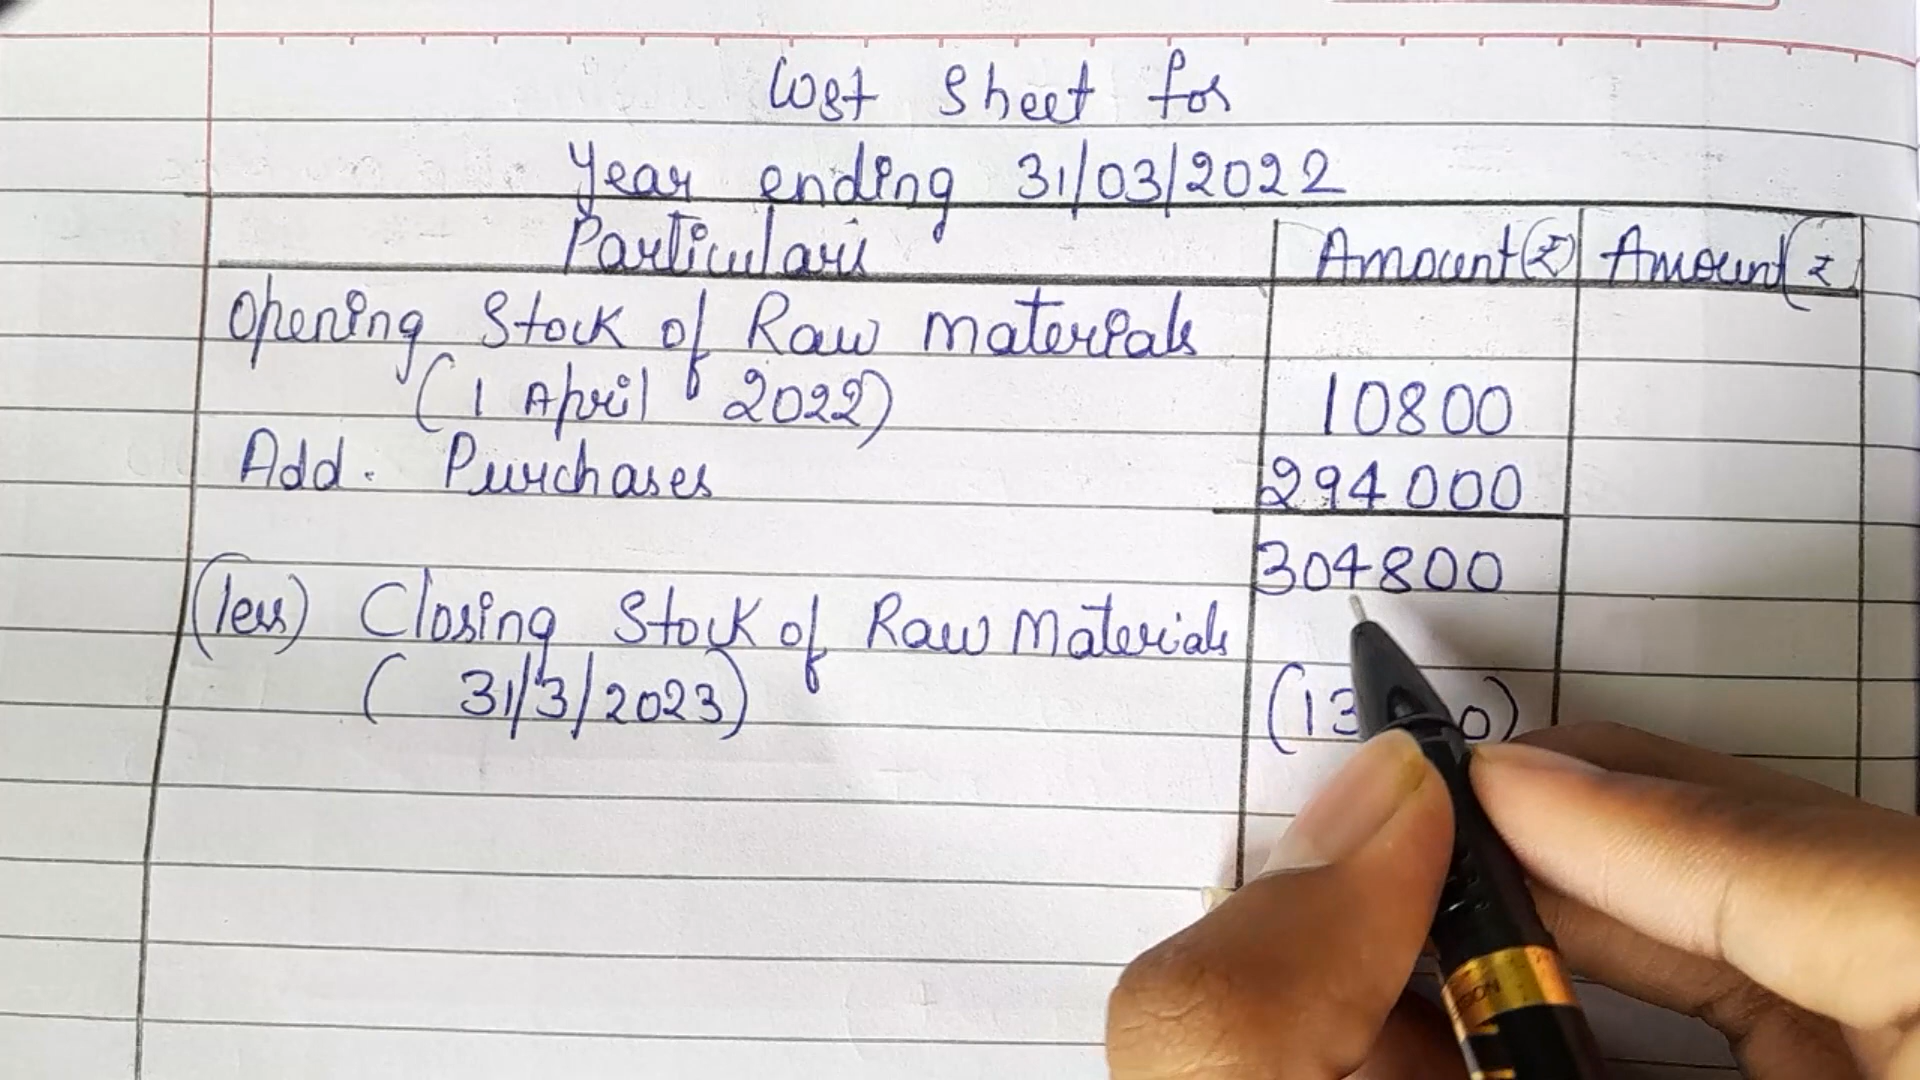 Cost Sheet for
Year ending 31/03/2022
Particulars Amount(₹) Amount(₹
Opening Stock of Raw Materials
(1 April 2022) 10800
Add. Purchases 294000
304800
(less) Closing Stock of Raw Materials
(31/3/2023)